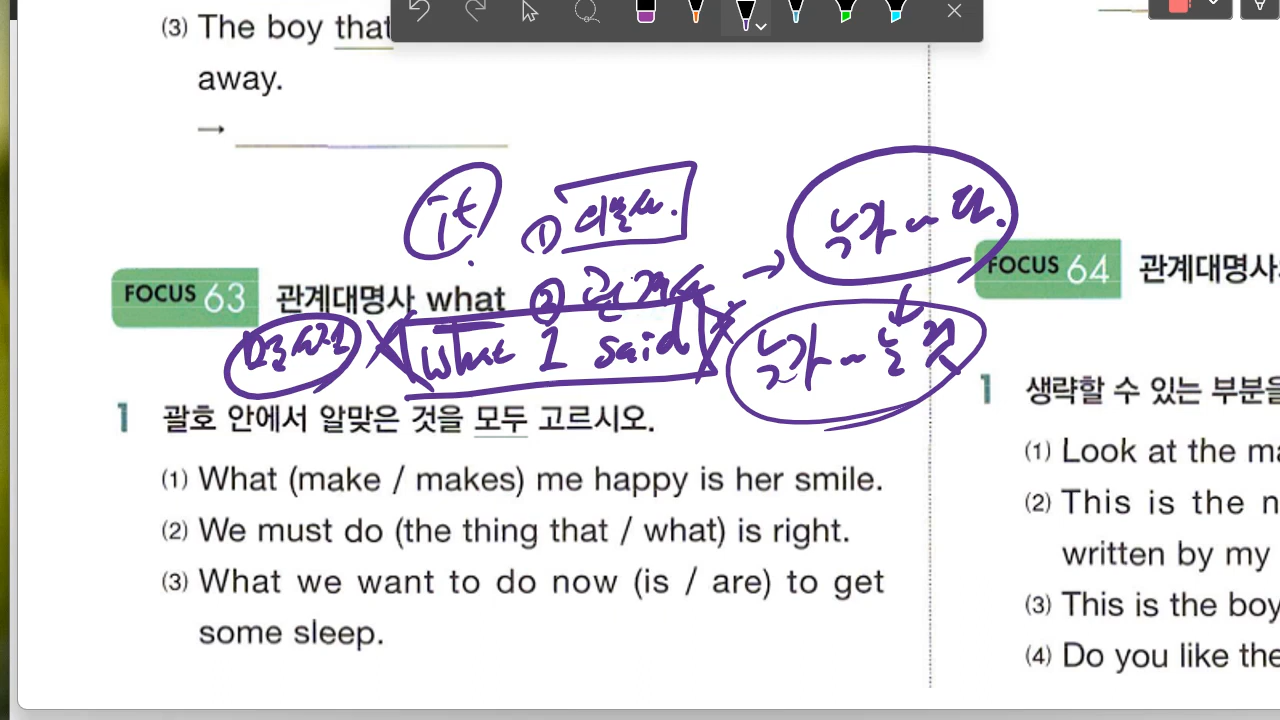 (3) The boy that
away.
→
it
① 의문사.
② 관계사
누가 ~ 다.
→
FOCUS 63 관계대명사 what
What I said
누가 ~ 는 것
1 괄호 안에서 알맞은 것을 모두 고르시오.
(1) What (make / makes) me happy is her smile.
(2) We must do (the thing that / what) is right.
(3) What we want to do now (is / are) to get
some sleep.
FOCUS 64 관계대명사
1 생략할 수 있는 부분을
(1) Look at the ma
(2) This is the n
written by my
(3) This is the boy
(4) Do you like the